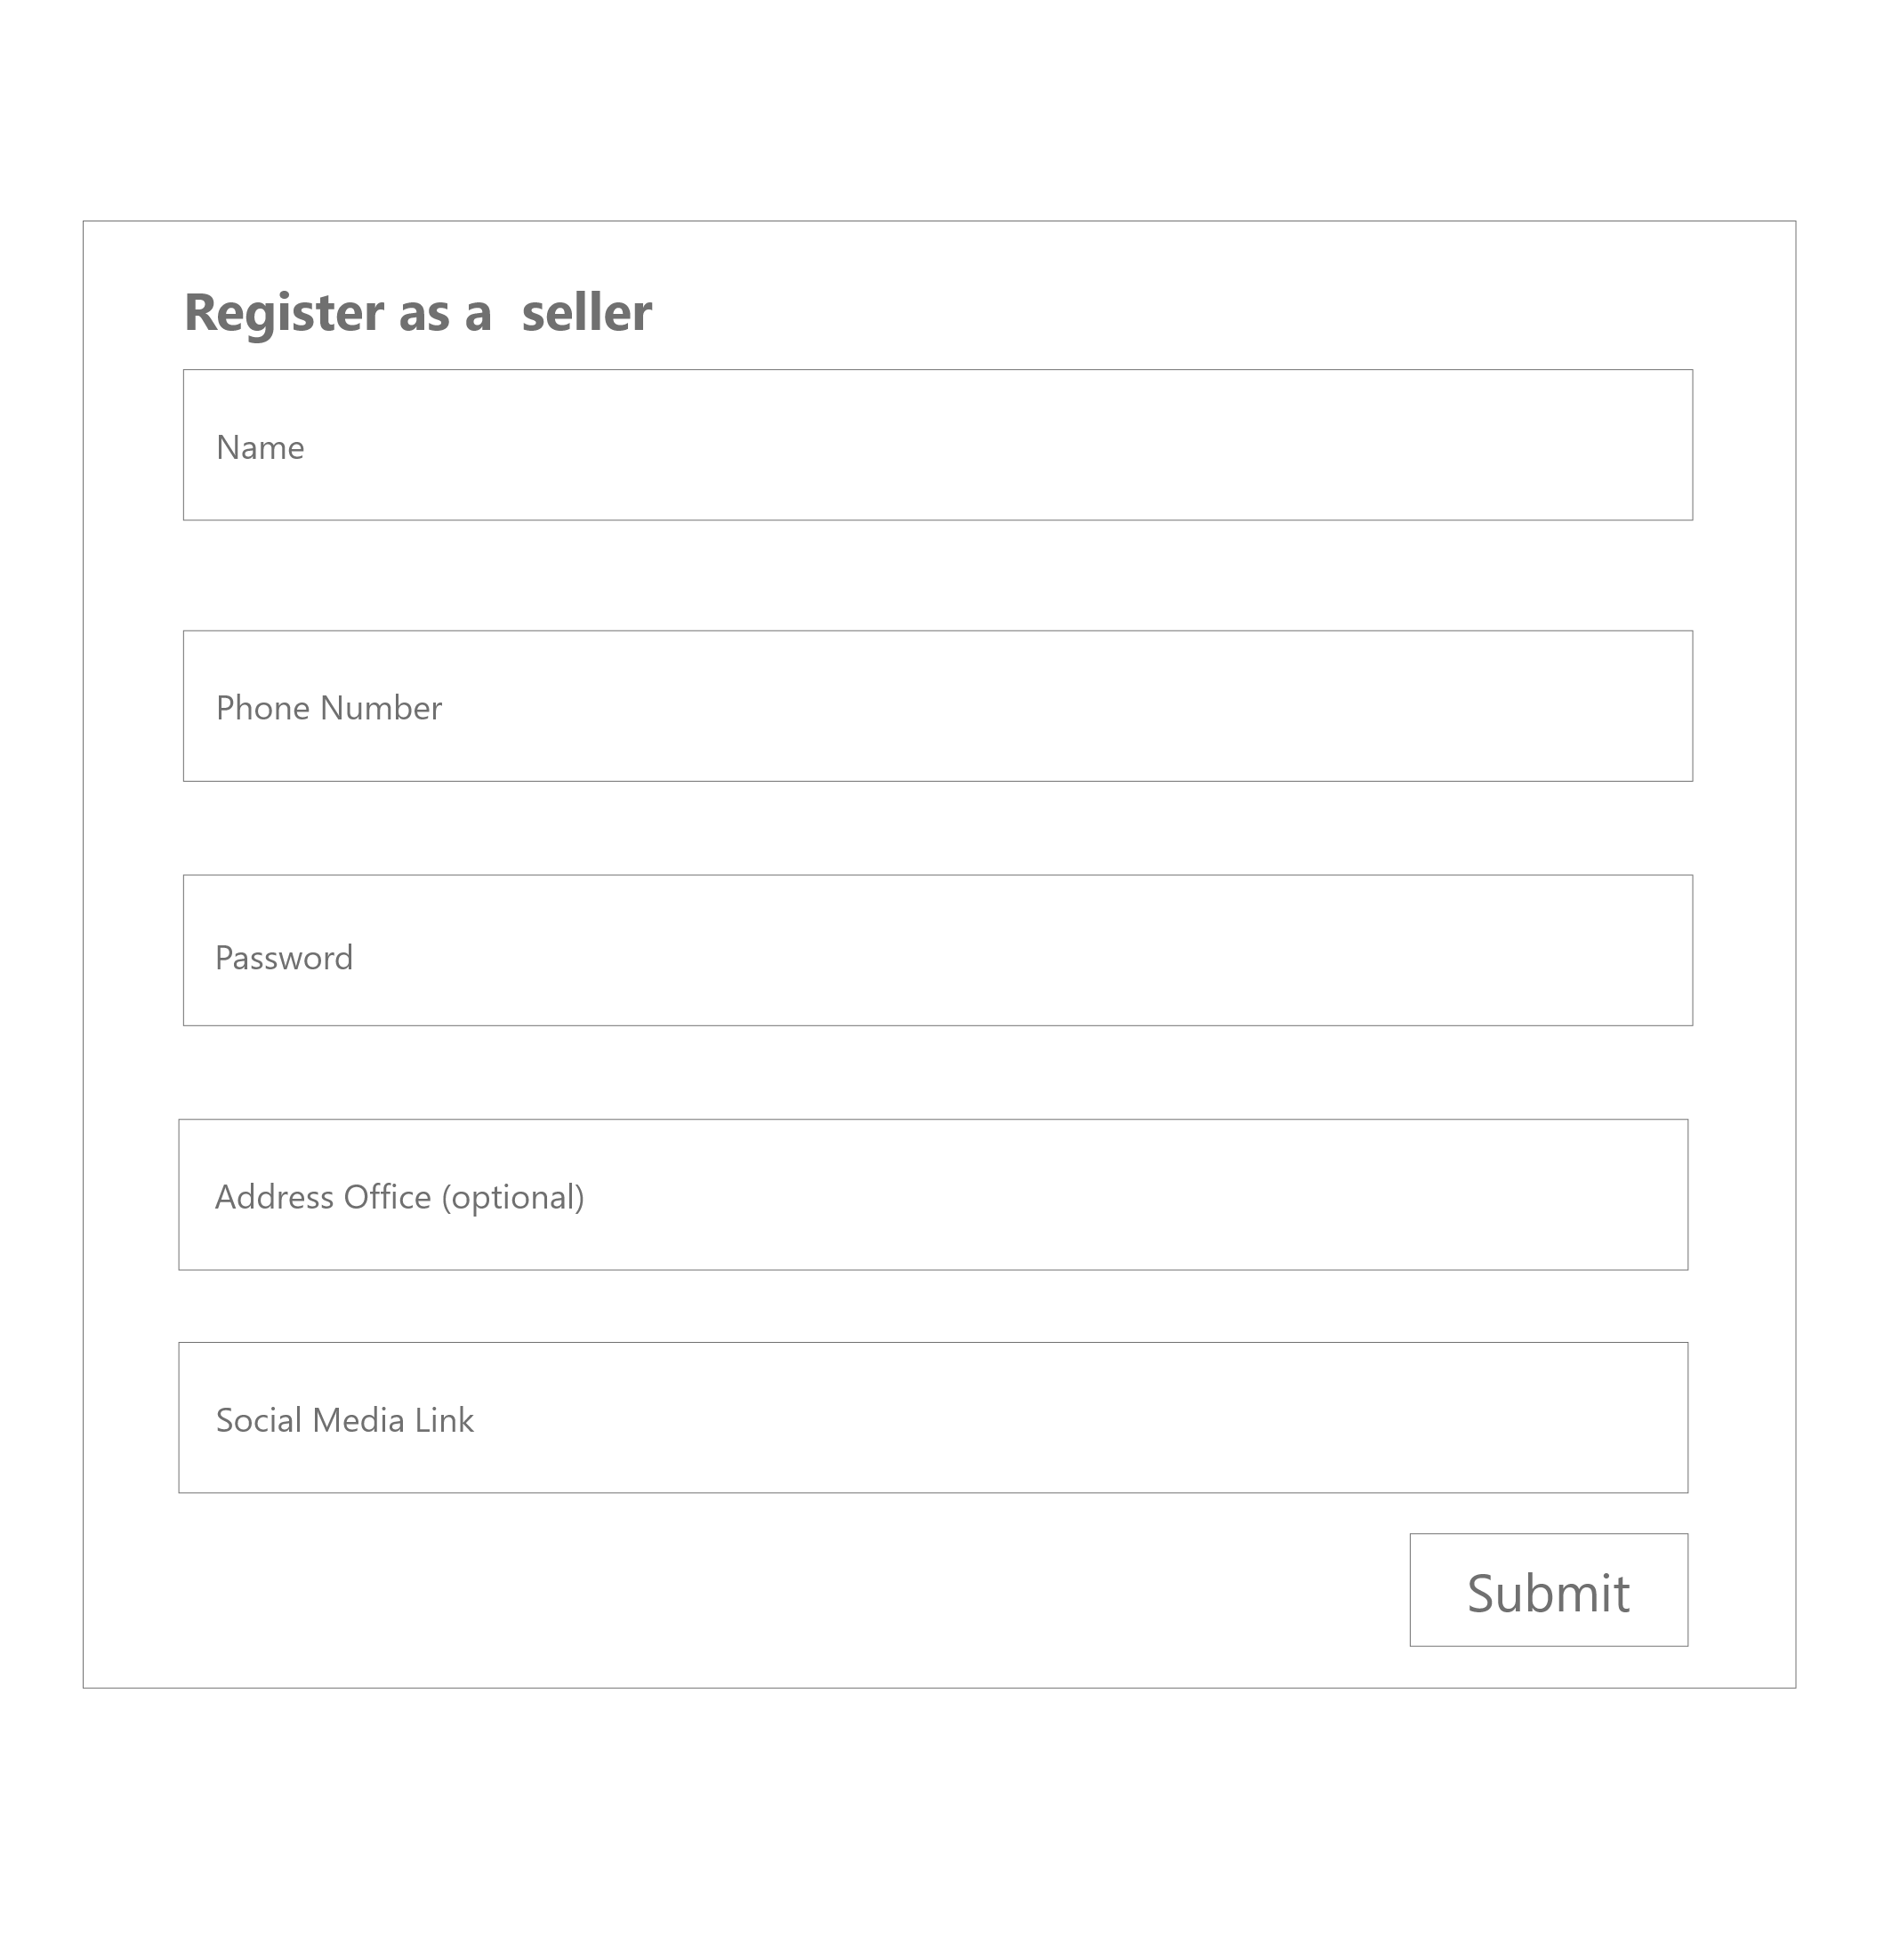 Register as a  seller
Name
Phone Number
Password
Address Office (optional)
Social Media Link
Submit